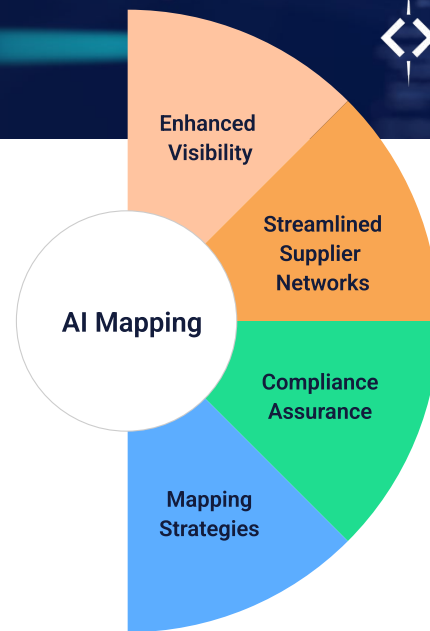 Enhanced
Visibility
Streamlined
Supplier
Networks
AI Mapping
Compliance
Assurance
Mapping
Strategies